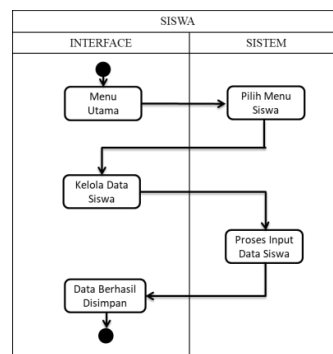 SISWA
INTERFACE
SISTEM
Menu
Utama
Pilih Menu
Siswa
Kelola Data
Siswa
Proses Input
Data Siswa
Data Berhasil
Disimpan